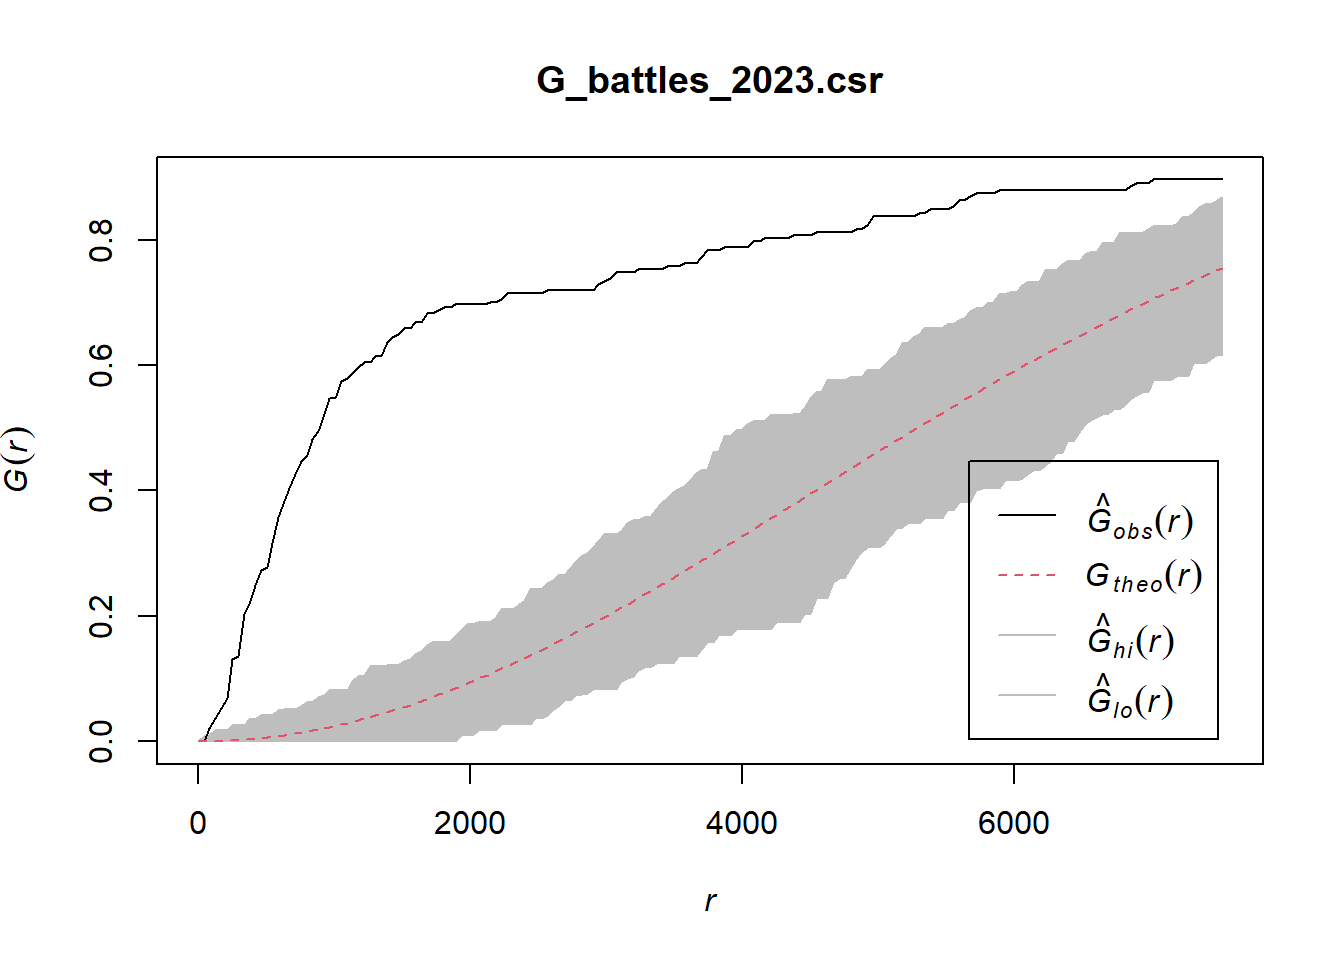 G_battles_2023.csr
G(r)
0.8
0.6
0.4
0.2
0.0
Ĝobs(r)
Gtheo(r)
Ĝhi(r)
Ĝlo(r)
0 2000 4000 6000
r